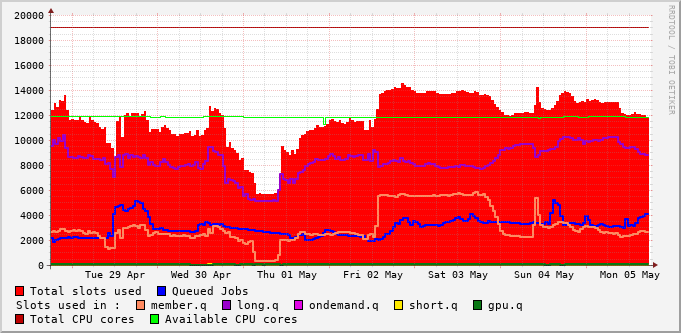 RRDTOOL / TOBI OETIKER
20000
18000
16000
14000
12000
10000
8000
6000
4000
2000
0
Tue 29 Apr Wed 30 Apr Thu 01 May Fri 02 May Sat 03 May Sun 04 May Mon 05 May
Total slots used Queued Jobs
Slots used in : member.q long.q ondemand.q short.q gpu.q
Total CPU cores Available CPU cores